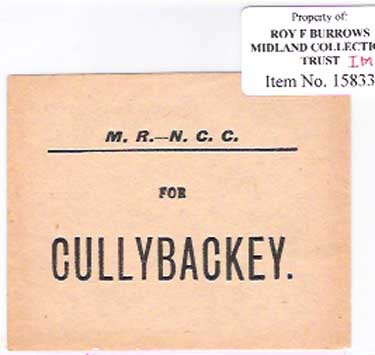 Property of:
ROY F BURROWS
MIDLAND COLLECTIO
TRUST IM
Item No. 15833
M. R.—N. C. C.
FOR
CULLYBACKEY.